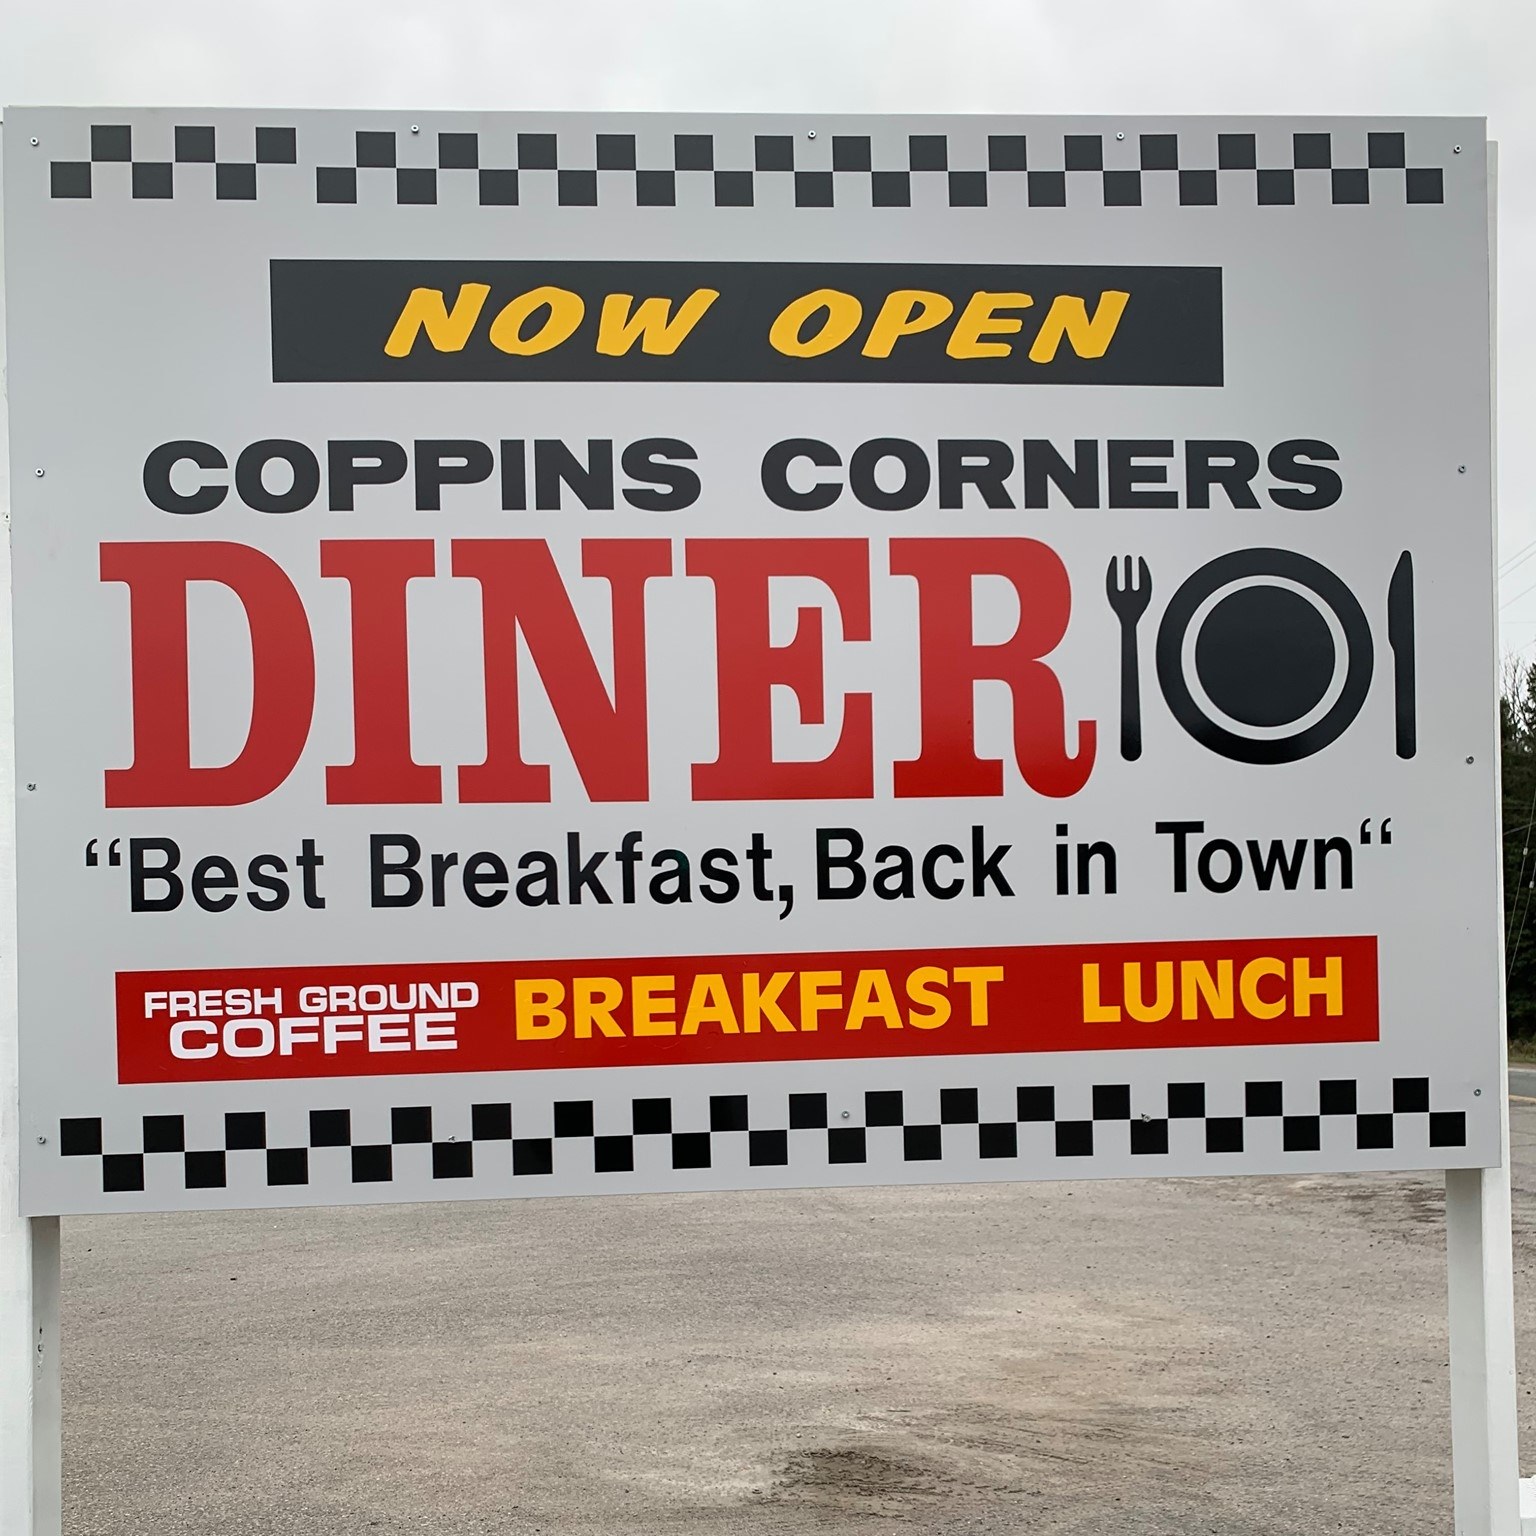 NOW OPEN
COPPINS CORNERS
DINER
“Best Breakfast, Back in Town“
FRESH GROUND
COFFEE
BREAKFAST LUNCH